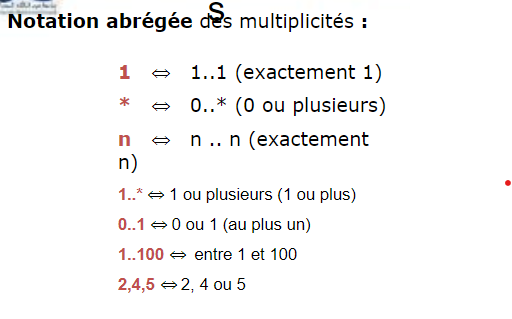 S
Notation abrégée des multiplicités :
1 ⇔ 1..1 (exactement 1)
* ⇔ 0..* (0 ou plusieurs)
n ⇔ n .. n (exactement
n)
1..* ⇔ 1 ou plusieurs (1 ou plus)
0..1 ⇔ 0 ou 1 (au plus un)
1..100 ⇔ entre 1 et 100
2,4,5 ⇔ 2, 4 ou 5